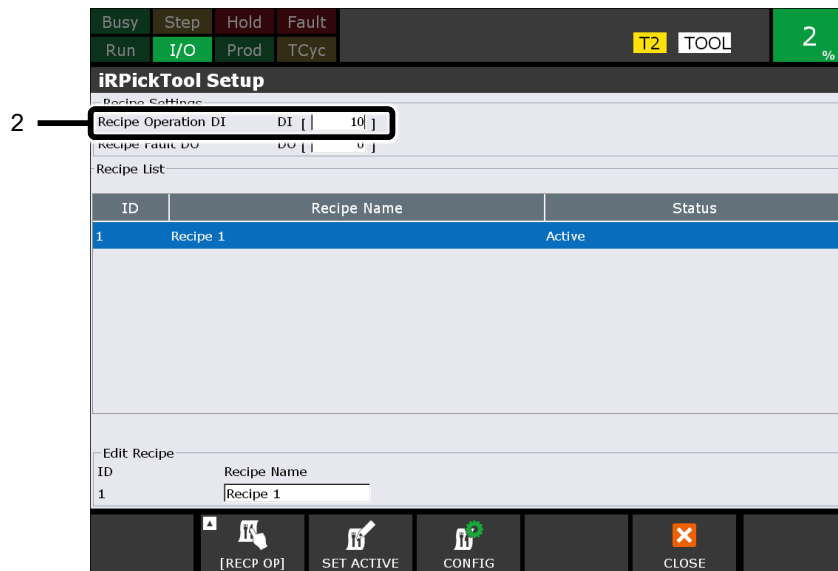 Busy Step Hold Fault
Run I/O Prod TCyc
T2 TOOL
2 %
iRPickTool Setup
Recipe Settings
2
Recipe Operation DI DI [ 10 ]
Recipe Fault DO DO [ 0 ]
Recipe List
ID Recipe Name Status
1 Recipe 1 Active
Edit Recipe
ID Recipe Name
1 Recipe 1
[RECP OP] SET ACTIVE CONFIG CLOSE